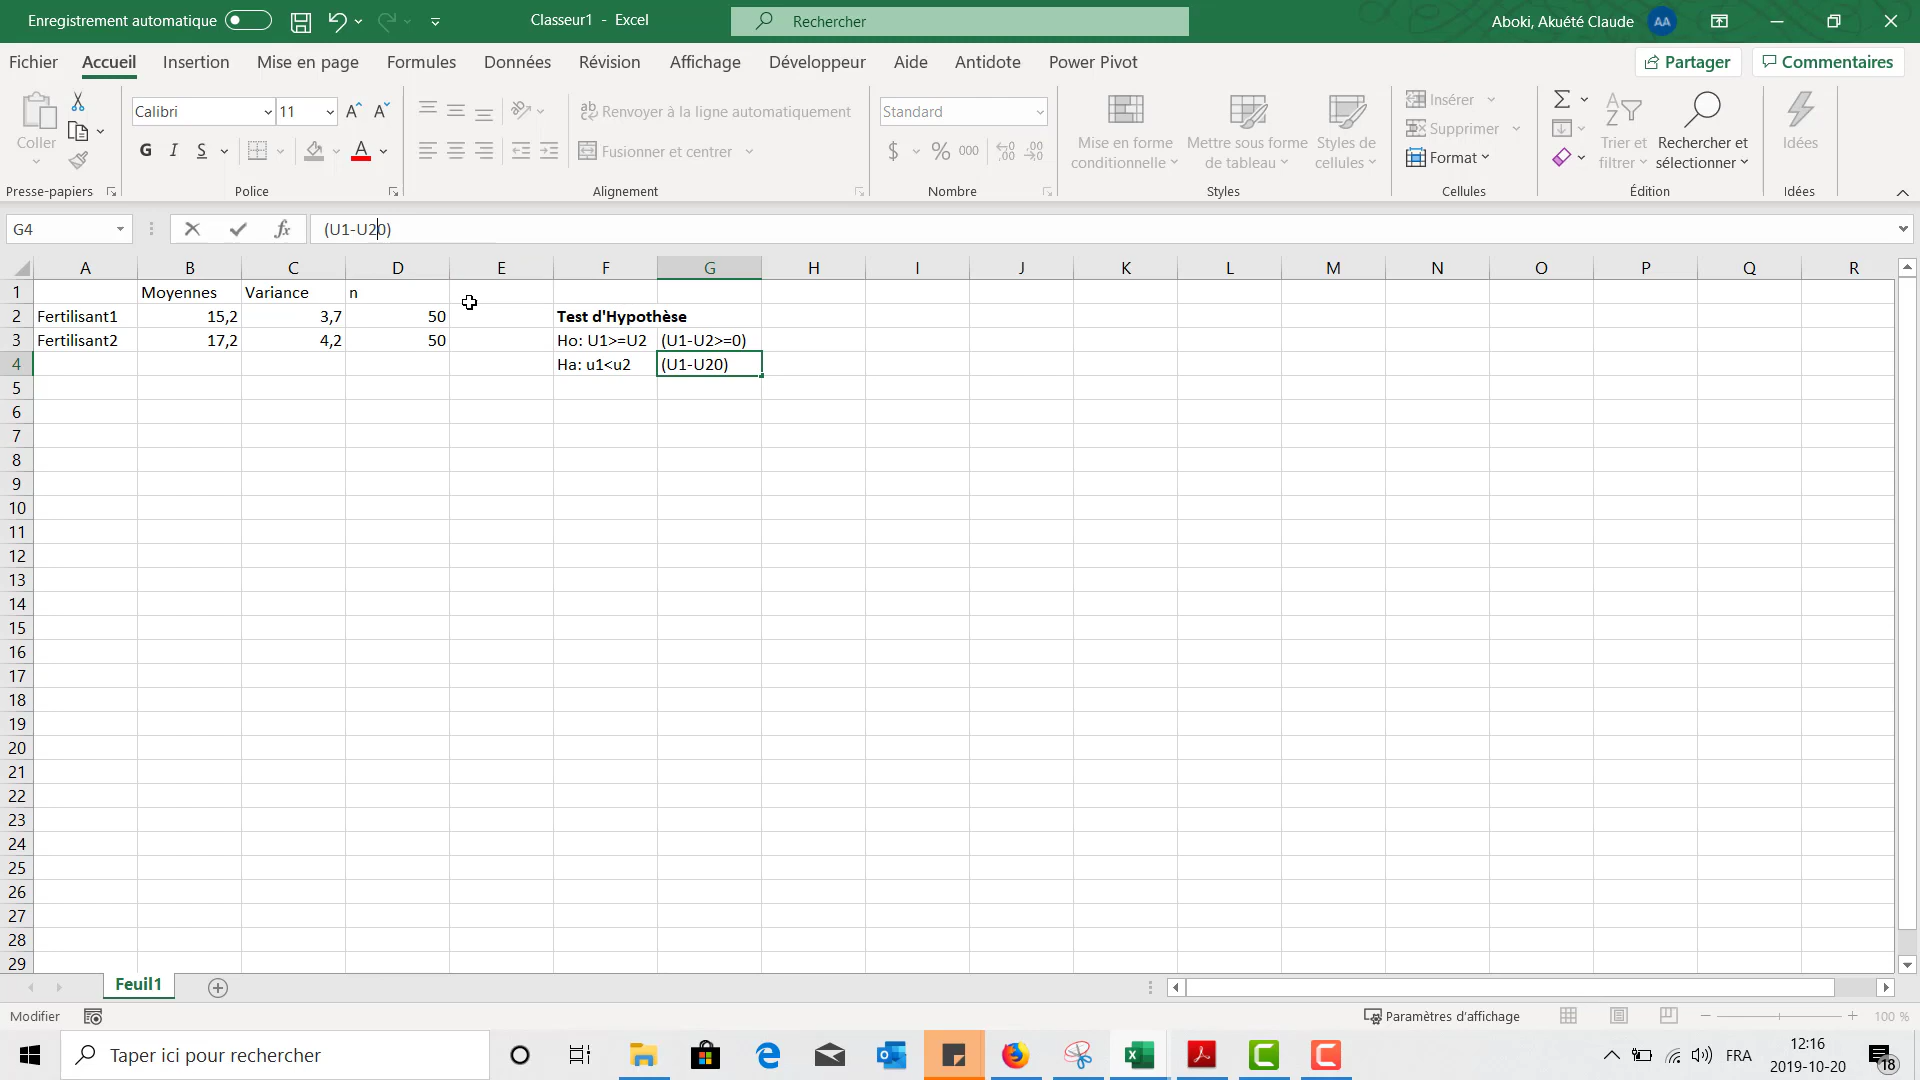 Enregistrement automatique
Classeur1 - Excel
Rechercher
Aboki, Akuété Claude AA
Fichier Accueil Insertion Mise en page Formules Données Révision Affichage Développeur Aide Antidote Power Pivot
Partager Commentaires
Coller
Presse-papiers
Calibri 11
G I S
Police
Renvoyer à la ligne automatiquement
Fusionner et centrer
Alignement
Standard
$ % 000
Nombre
Mise en forme
conditionnelle
Mettre sous forme
de tableau
Styles de
cellules
Styles
Insérer
Supprimer
Format
Cellules
Trier et
filtrer
Rechercher et
sélectionner
Édition
Idées
Idées
G4
fx
(U1-U20)
A B C D E F G H I J K L M N O P Q R
1 Moyennes Variance n
2 Fertilisant1 15,2 3,7 50 Test d'Hypothèse
3 Fertilisant2 17,2 4,2 50 Ho: U1>=U2 (U1-U2>=0)
4 Ha: u1<u2 (U1-U20)
5
6
7
8
9
10
11
12
13
14
15
16
17
18
19
20
21
22
23
24
25
26
27
28
29
Feuil1
Modifier
Paramètres d'affichage
100 %
Taper ici pour rechercher
FRA
12:16
2019-10-20
18